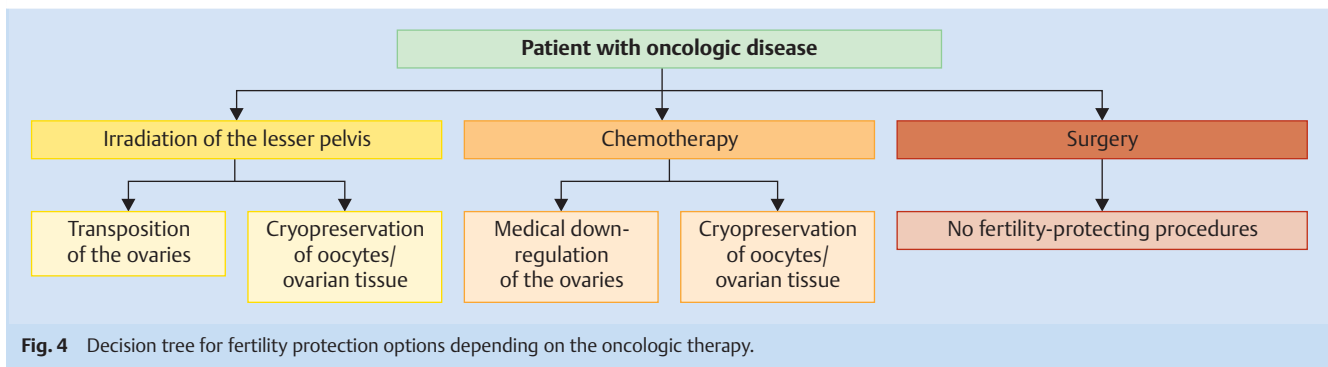 Patient with oncologic disease
Irradiation of the lesser pelvis
Chemotherapy
Surgery
Transposition
of the ovaries
Cryopreservation
of oocytes/
ovarian tissue
Medical down-
regulation
of the ovaries
Cryopreservation
of oocytes/
ovarian tissue
No fertility-protecting procedures
Fig. 4 Decision tree for fertility protection options depending on the oncologic therapy.